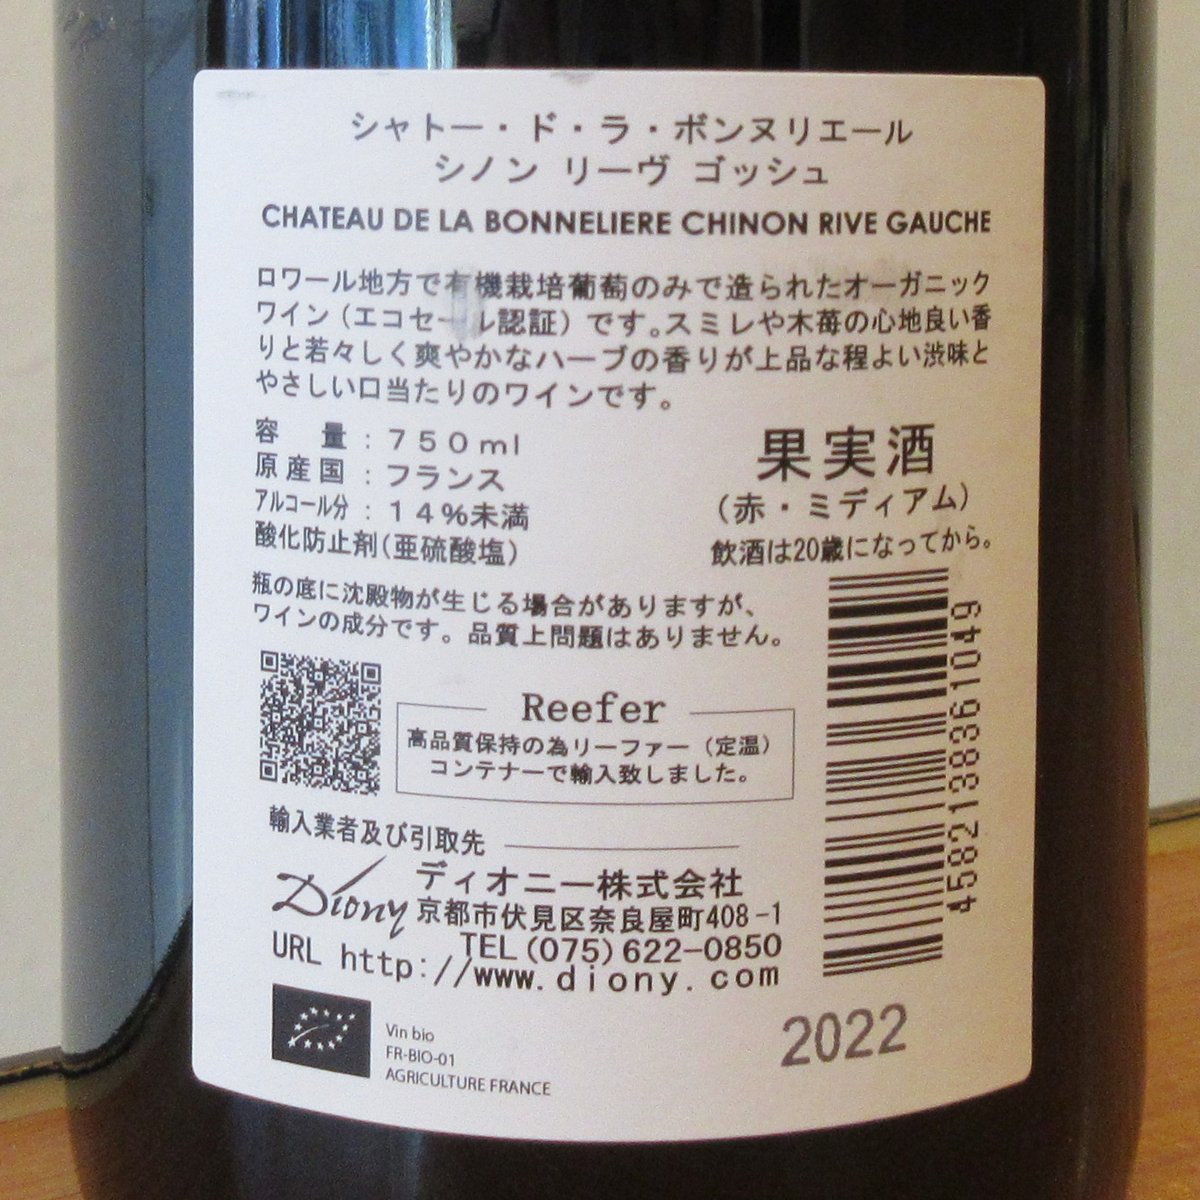 シャトー・ド・ラ・ボンヌリエール
シノン リーヴ ゴッシュ
CHATEAU DE LA BONNELIERE CHINON RIVE GAUCHE
ロワール地方で有機栽培葡萄のみで造られたオーガニック
ワイン（エコセール認証）です。スミレや木苺の心地良い香
りと若々しく爽やかなハーブの香りが上品な程よい渋味と
やさしい口当たりのワインです。
容　量：７５０ml
原産国：フランス
アルコール分：１４％未満
酸化防止剤（亜硫酸塩）
果実酒
（赤・ミディアム）
飲酒は20歳になってから。
瓶の底に沈殿物が生じる場合がありますが、
ワインの成分です。品質上問題はありません。
Reefer
高品質保持の為リーファー（定温）
コンテナーで輸入致しました。
4582138361049
輸入業者及び引取先
Diony
ディオニー株式会社
京都市伏見区奈良屋町408-1
TEL(075)622-0850
URL http://www.diony.com
Vin bio
FR-BIO-01
AGRICULTURE FRANCE
2022